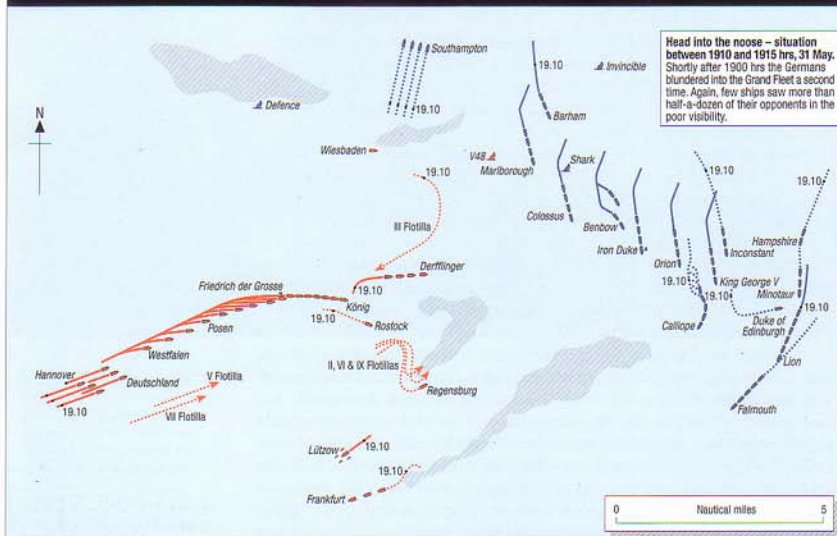 Southampton
19.10
Invincible
Head into the noose – situation
between 1910 and 1915 hrs, 31 May.
Shortly after 1900 hrs the Germans
blundered into the Grand Fleet a second
time. Again, few ships saw more than
half-a-dozen of their opponents in the
poor visibility.
N
Defence
19.10
Barham
Wiesbaden
V48
Marlborough
Shark
19.10
19.10
19.10
Colossus
Benbow
III Flotilla
Iron Duke
Hampshire
Inconstant
Orion
Derfflinger
Friedrich der Grosse
19.10
König
19.10
19.10
King George V
Minotaur
19.10
Rostock
Posen
Calliope
Duke of
Edinburgh
19.10
Westfalen
II, VI & IX Flotillas
Lion
Hannover
Deutschland
V Flotilla
Regensburg
19.10
VII Flotilla
Falmouth
Lützow
19.10
19.10
Frankfurt
0
Nautical miles
5